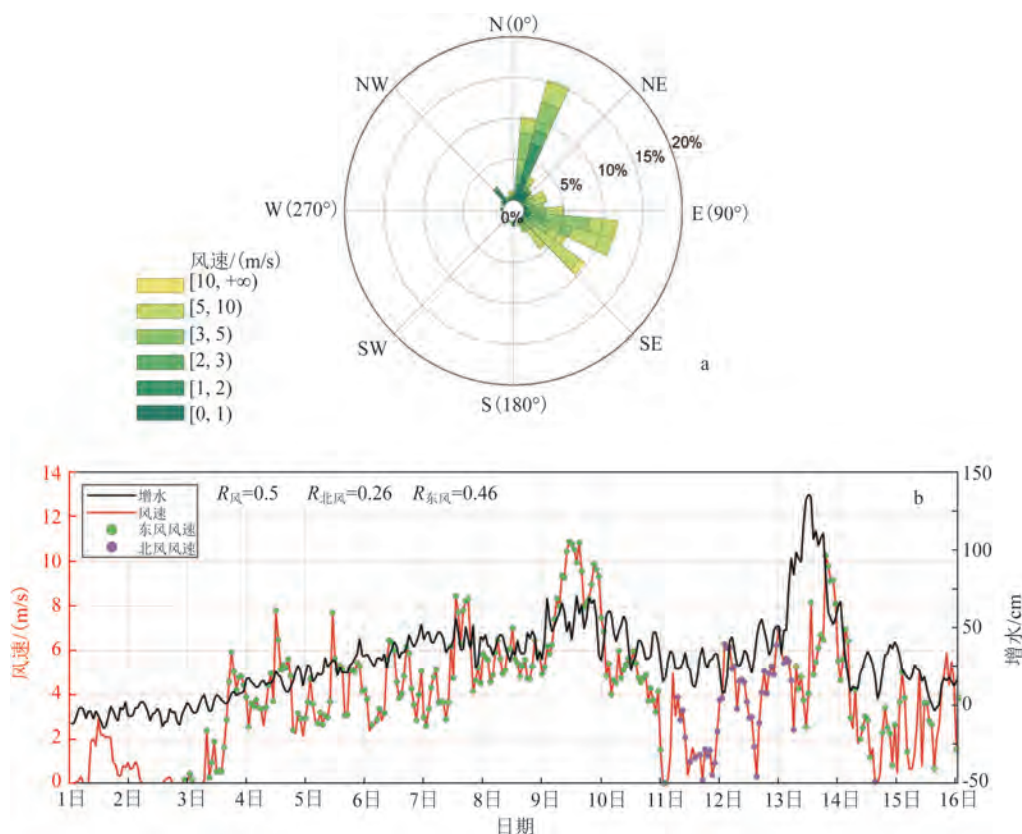 N(0°)
NW
NE
20%
15%
10%
5%
0%
W(270°)
E(90°)
风速/(m/s)
[10, +∞)
[5, 10)
[3, 5)
[2, 3)
[1, 2)
[0, 1)
SW
SE
S(180°)
a
14
12
10
8
6
4
2
0
风速/(m/s)
增水
风速
东风风速
北风风速
R风=0.5 R北风=0.26 R东风=0.46
b
150
100
50
0
-50
增水/cm
1日 2日 3日 4日 5日 6日 7日 8日 9日 10日 11日 12日 13日 14日 15日 16日
日期